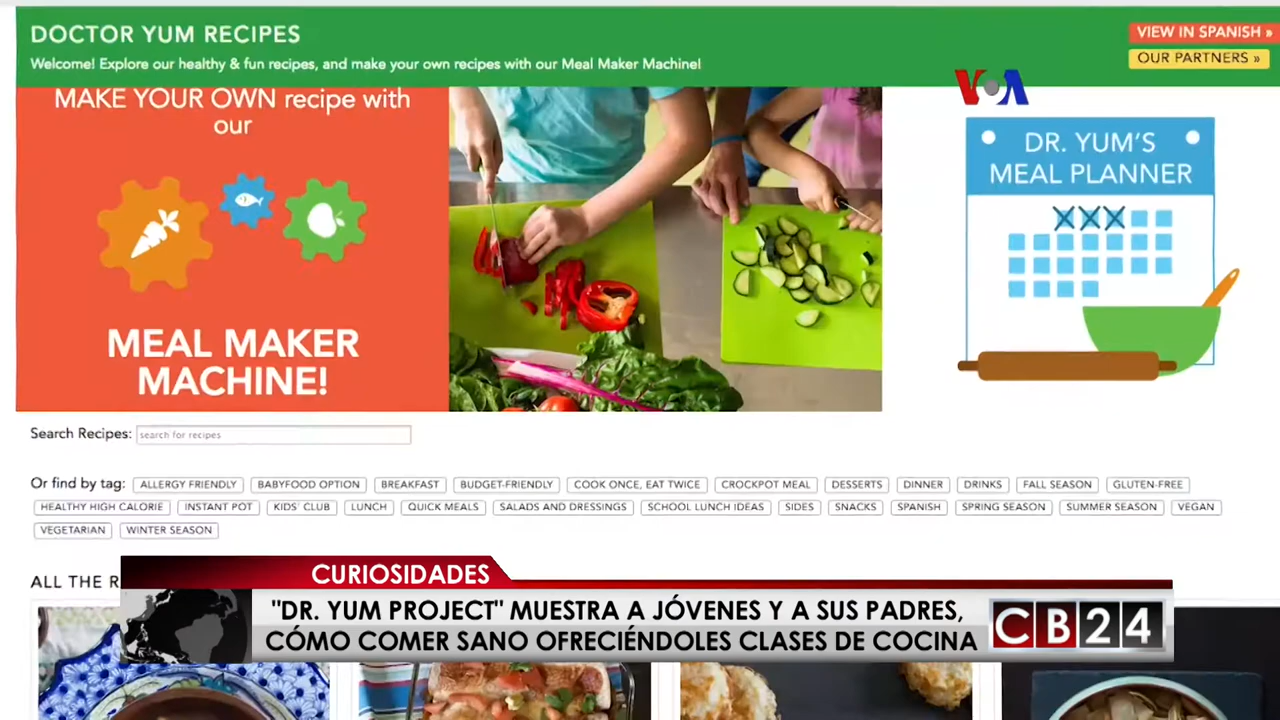 DOCTOR YUM RECIPES
Welcome! Explore our healthy & fun recipes, and make your own recipes with our Meal Maker Machine!
VIEW IN SPANISH »
OUR PARTNERS »
VOA
MAKE YOUR OWN recipe with
our
MEAL MAKER
MACHINE!
DR. YUM'S
MEAL PLANNER
Search Recipes: search for recipes
Or find by tag: ALLERGY FRIENDLY BABYFOOD OPTION BREAKFAST BUDGET-FRIENDLY COOK ONCE, EAT TWICE CROCKPOT MEAL DESSERTS DINNER DRINKS FALL SEASON GLUTEN-FREE
HEALTHY HIGH CALORIE INSTANT POT KIDS' CLUB LUNCH QUICK MEALS SALADS AND DRESSINGS SCHOOL LUNCH IDEAS SIDES SNACKS SPANISH SPRING SEASON SUMMER SEASON VEGAN
VEGETARIAN WINTER SEASON
ALL THE
CURIOSIDADES
"DR. YUM PROJECT" MUESTRA A JÓVENES Y A SUS PADRES,
CÓMO COMER SANO OFRECIÉNDOLES CLASES DE COCINA
CB24